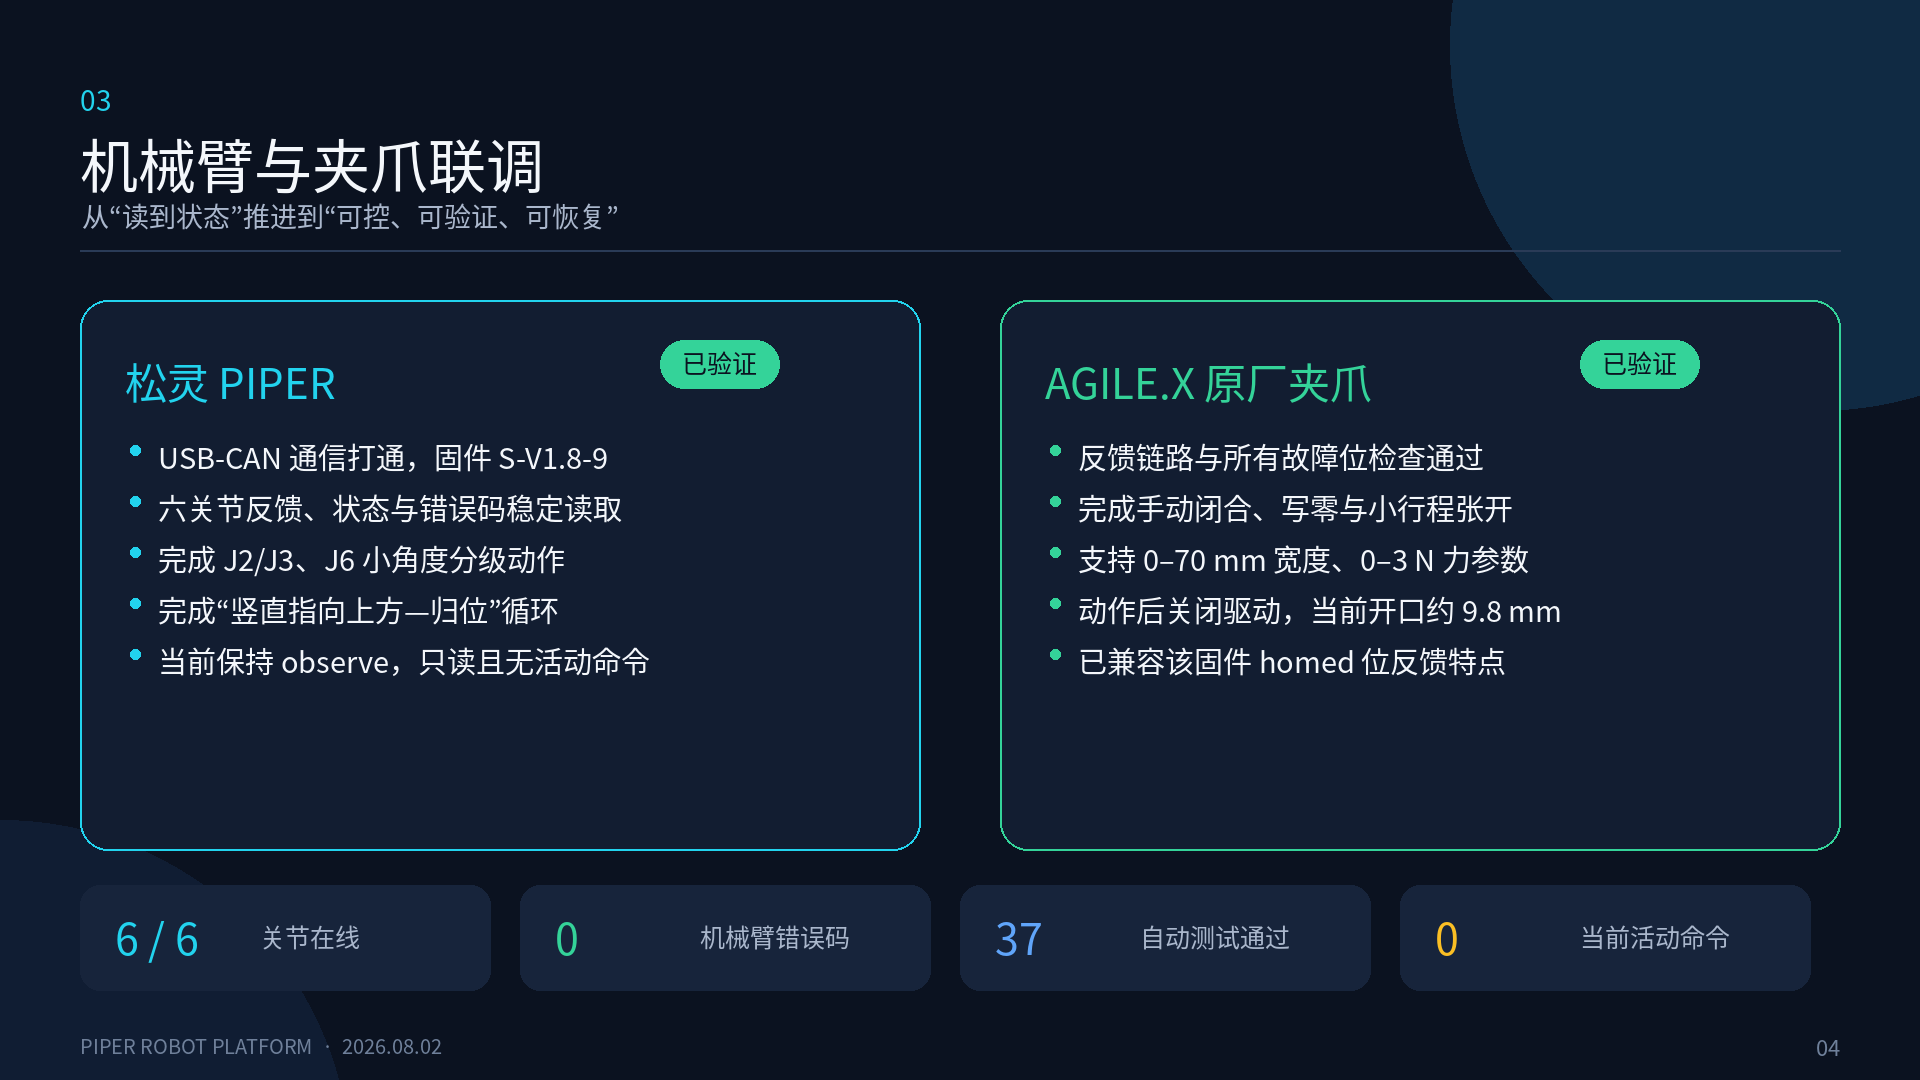 03
机械臂与夹爪联调
从“读到状态”推进到“可控、可验证、可恢复”
松灵 PIPER
已验证
USB-CAN 通信打通，固件 S-V1.8-9
六关节反馈、状态与错误码稳定读取
完成 J2/J3、J6 小角度分级动作
完成“竖直指向上方—归位”循环
当前保持 observe，只读且无活动命令
AGILE.X 原厂夹爪
已验证
反馈链路与所有故障位检查通过
完成手动闭合、写零与小行程张开
支持 0–70 mm 宽度、0–3 N 力参数
动作后关闭驱动，当前开口约 9.8 mm
已兼容该固件 homed 位反馈特点
6 / 6 关节在线
0 机械臂错误码
37 自动测试通过
0 当前活动命令
PIPER ROBOT PLATFORM · 2026.08.02
04